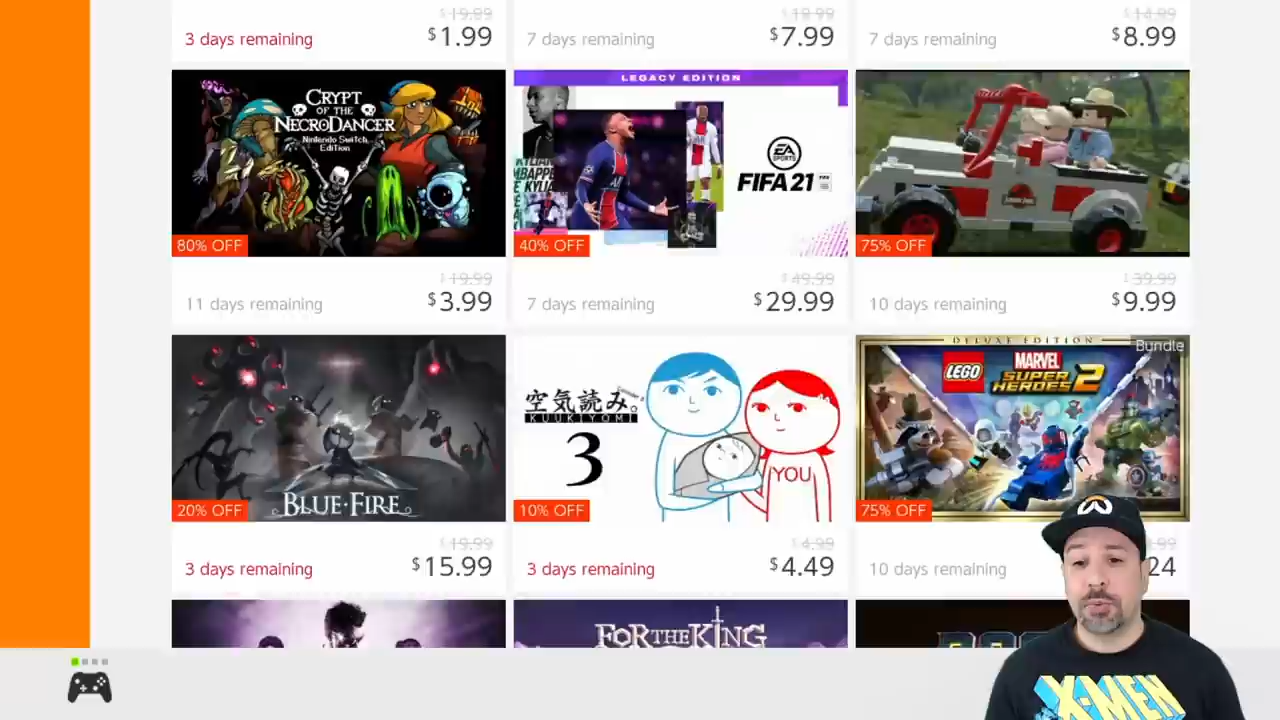 $19.99
$19.99
$14.99
3 days remaining $1.99
7 days remaining $7.99
7 days remaining $8.99
CRYPT
OF THE
NECRODANCER
Nintendo Switch
Edition
80% OFF
LEGACY EDITION
EA
SPORTS
FIFA 21
40% OFF
75% OFF
$19.99
11 days remaining $3.99
$49.99
7 days remaining $29.99
$39.99
10 days remaining $9.99
BLUE·FIRE
20% OFF
空気読み。
KUUKIYOMI
3
YOU
10% OFF
DELUXE EDITION
Bundle
LEGO
MARVEL
SUPER
HEROES 2
75% OFF
$19.99
3 days remaining $15.99
$4.99
3 days remaining $4.49
.99
10 days remaining 24
FOR THE KING
X-MEN